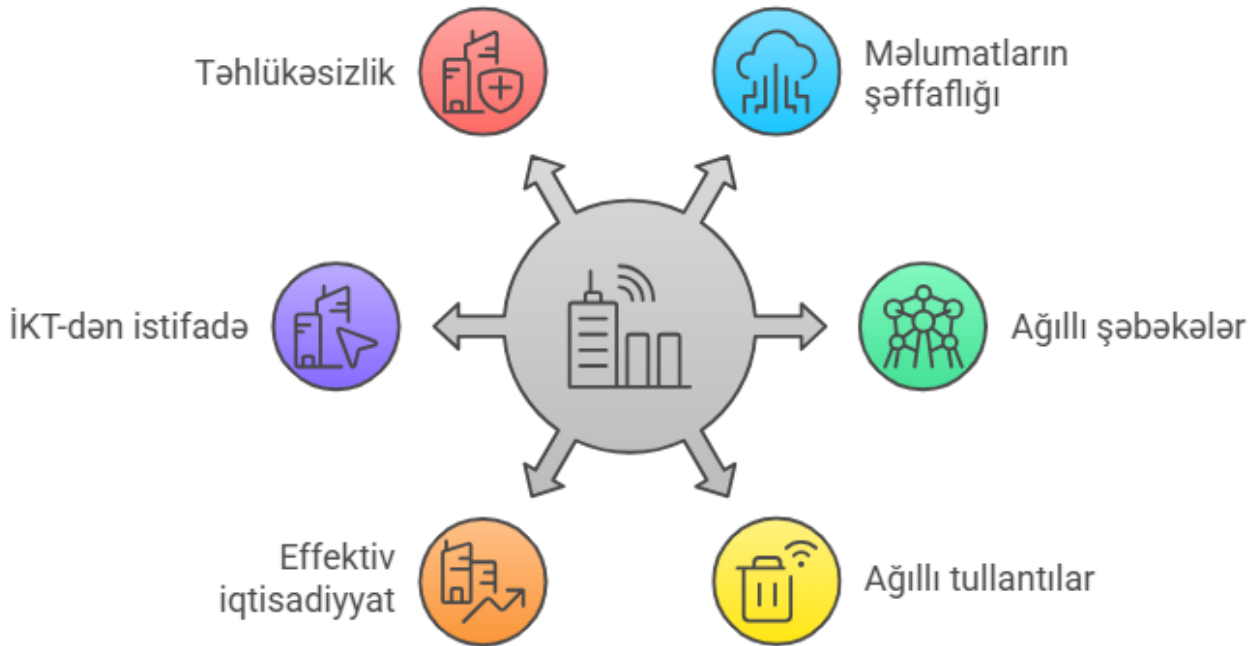 Təhlükəsizlik
Məlumatların
şəffaflığı
İKT-dən istifadə
Ağıllı şəbəkələr
Effektiv
iqtisadiyyat
Ağıllı tullantılar